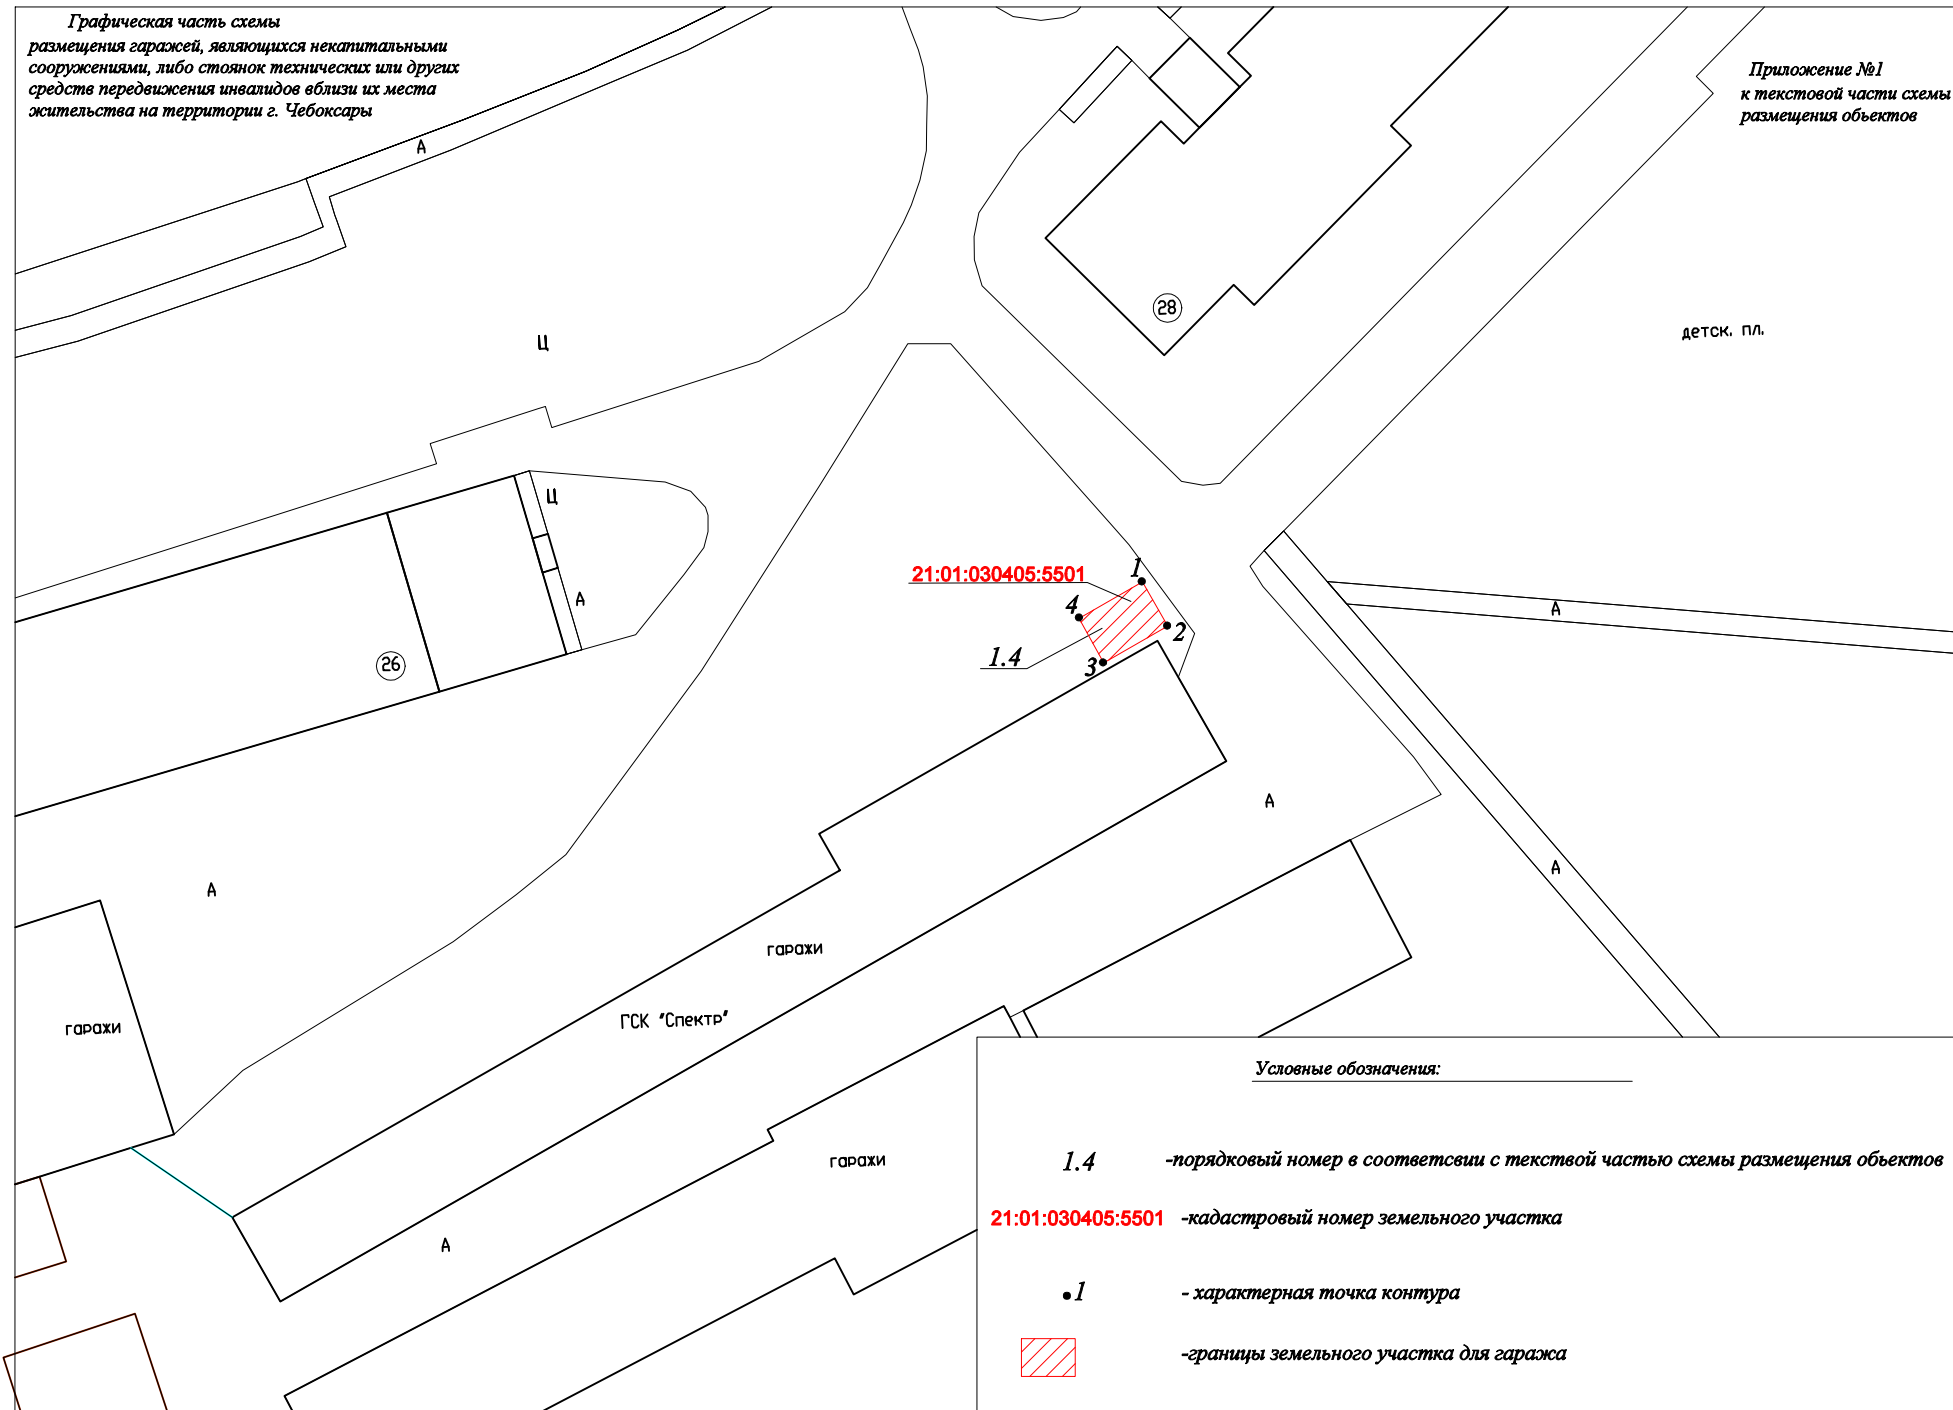 Графическая часть схемы
размещения гаражей, являющихся некапитальными
сооружениями, либо стоянок технических или других
средств передвижения инвалидов вблизи их места
жительства на территории г. Чебоксары
Приложение №1
к текстовой части схемы
размещения обьектов
А
Ц
28
детск. пл.
Ц
А
26
21:01:030405:5501
1
4
2
1.4
3
А
А
А
А
гаражи
гаражи
ГСК "Спектр"
гаражи
А
Условные обозначения:
1.4 -порядковый номер в соответсвии с текствой частью схемы размещения обьектов
21:01:030405:5501 -кадастровый номер земельного участка
1 - характерная точка контура
-границы земельного участка для гаража